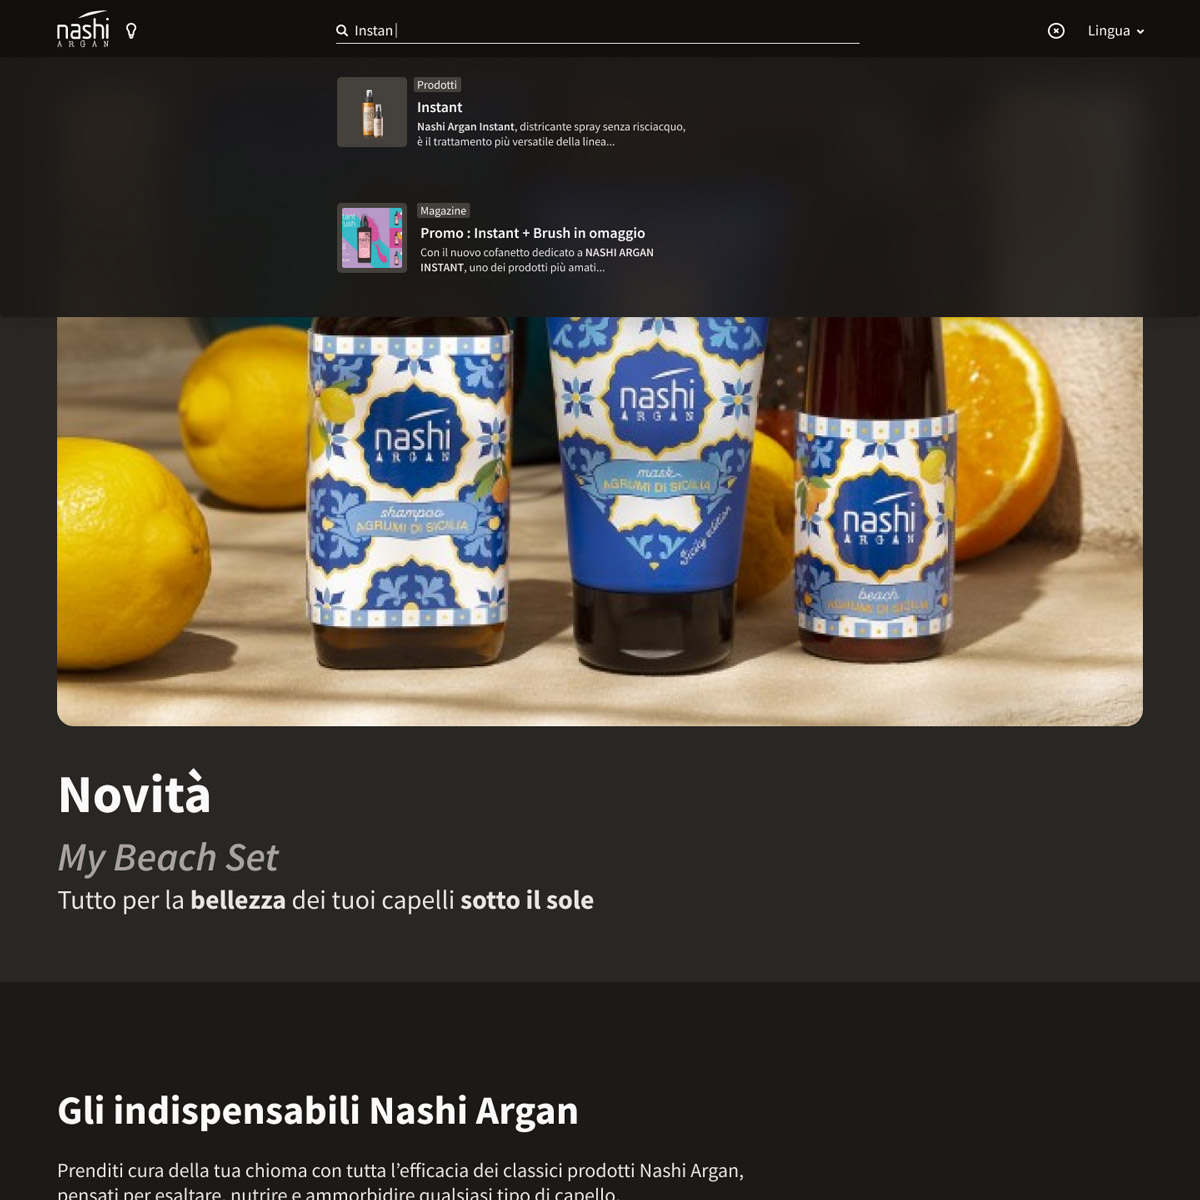 nashi
ARGAN
Instan
Lingua
Prodotti
Instant
Nashi Argan Instant, districante spray senza risciacquo,
è il trattamento più versatile della linea...
Magazine
Promo : Instant + Brush in omaggio
Con il nuovo cofanetto dedicato a NASHI ARGAN
INSTANT, uno dei prodotti più amati...
nashi
ARGAN
shampoo
AGRUMI DI SICILIA
nashi
ARGAN
mask
AGRUMI DI SICILIA
Sicily edition
nashi
ARGAN
beach
AGRUMI DI SICILIA
Novità
My Beach Set
Tutto per la bellezza dei tuoi capelli sotto il sole
Gli indispensabili Nashi Argan
Prenditi cura della tua chioma con tutta l’efficacia dei classici prodotti Nashi Argan,
pensati per esaltare, nutrire e ammorbidire qualsiasi tipo di capello.